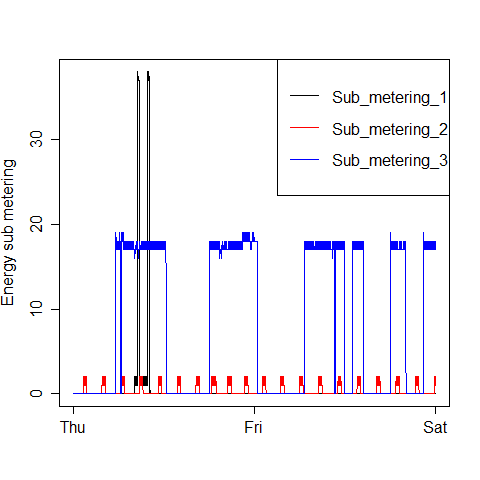 Sub_metering_1
Sub_metering_2
Sub_metering_3
Energy sub metering
30
20
10
0
Thu Fri Sat